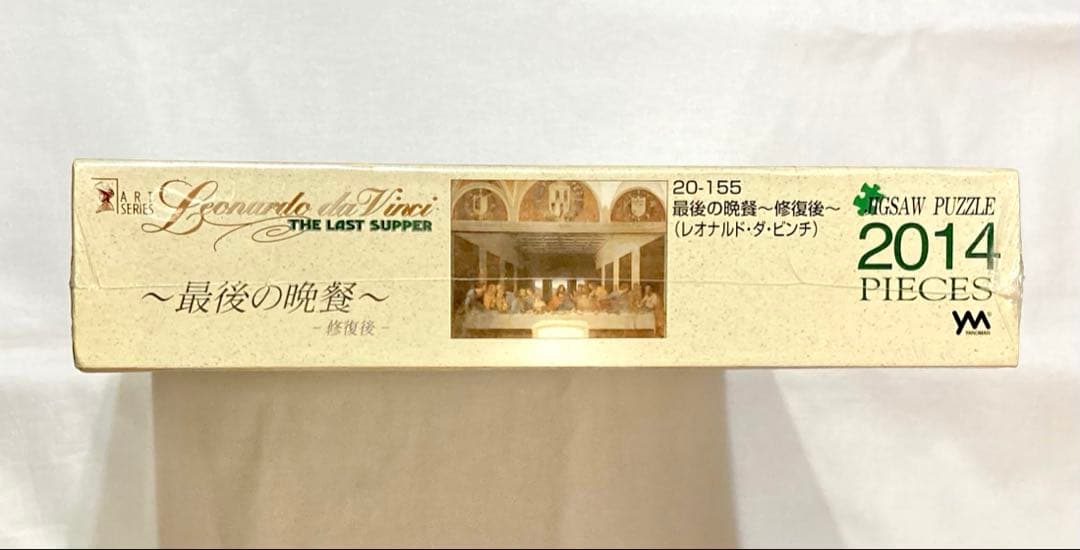 ART
SERIES
Leonardo da Vinci
THE LAST SUPPER
〜最後の晩餐〜
-修復後-
20-155
最後の晩餐〜修復後〜
(レオナルド・ダ・ビンチ)
JIGSAW PUZZLE
2014
PIECES
YM
YANOMAN